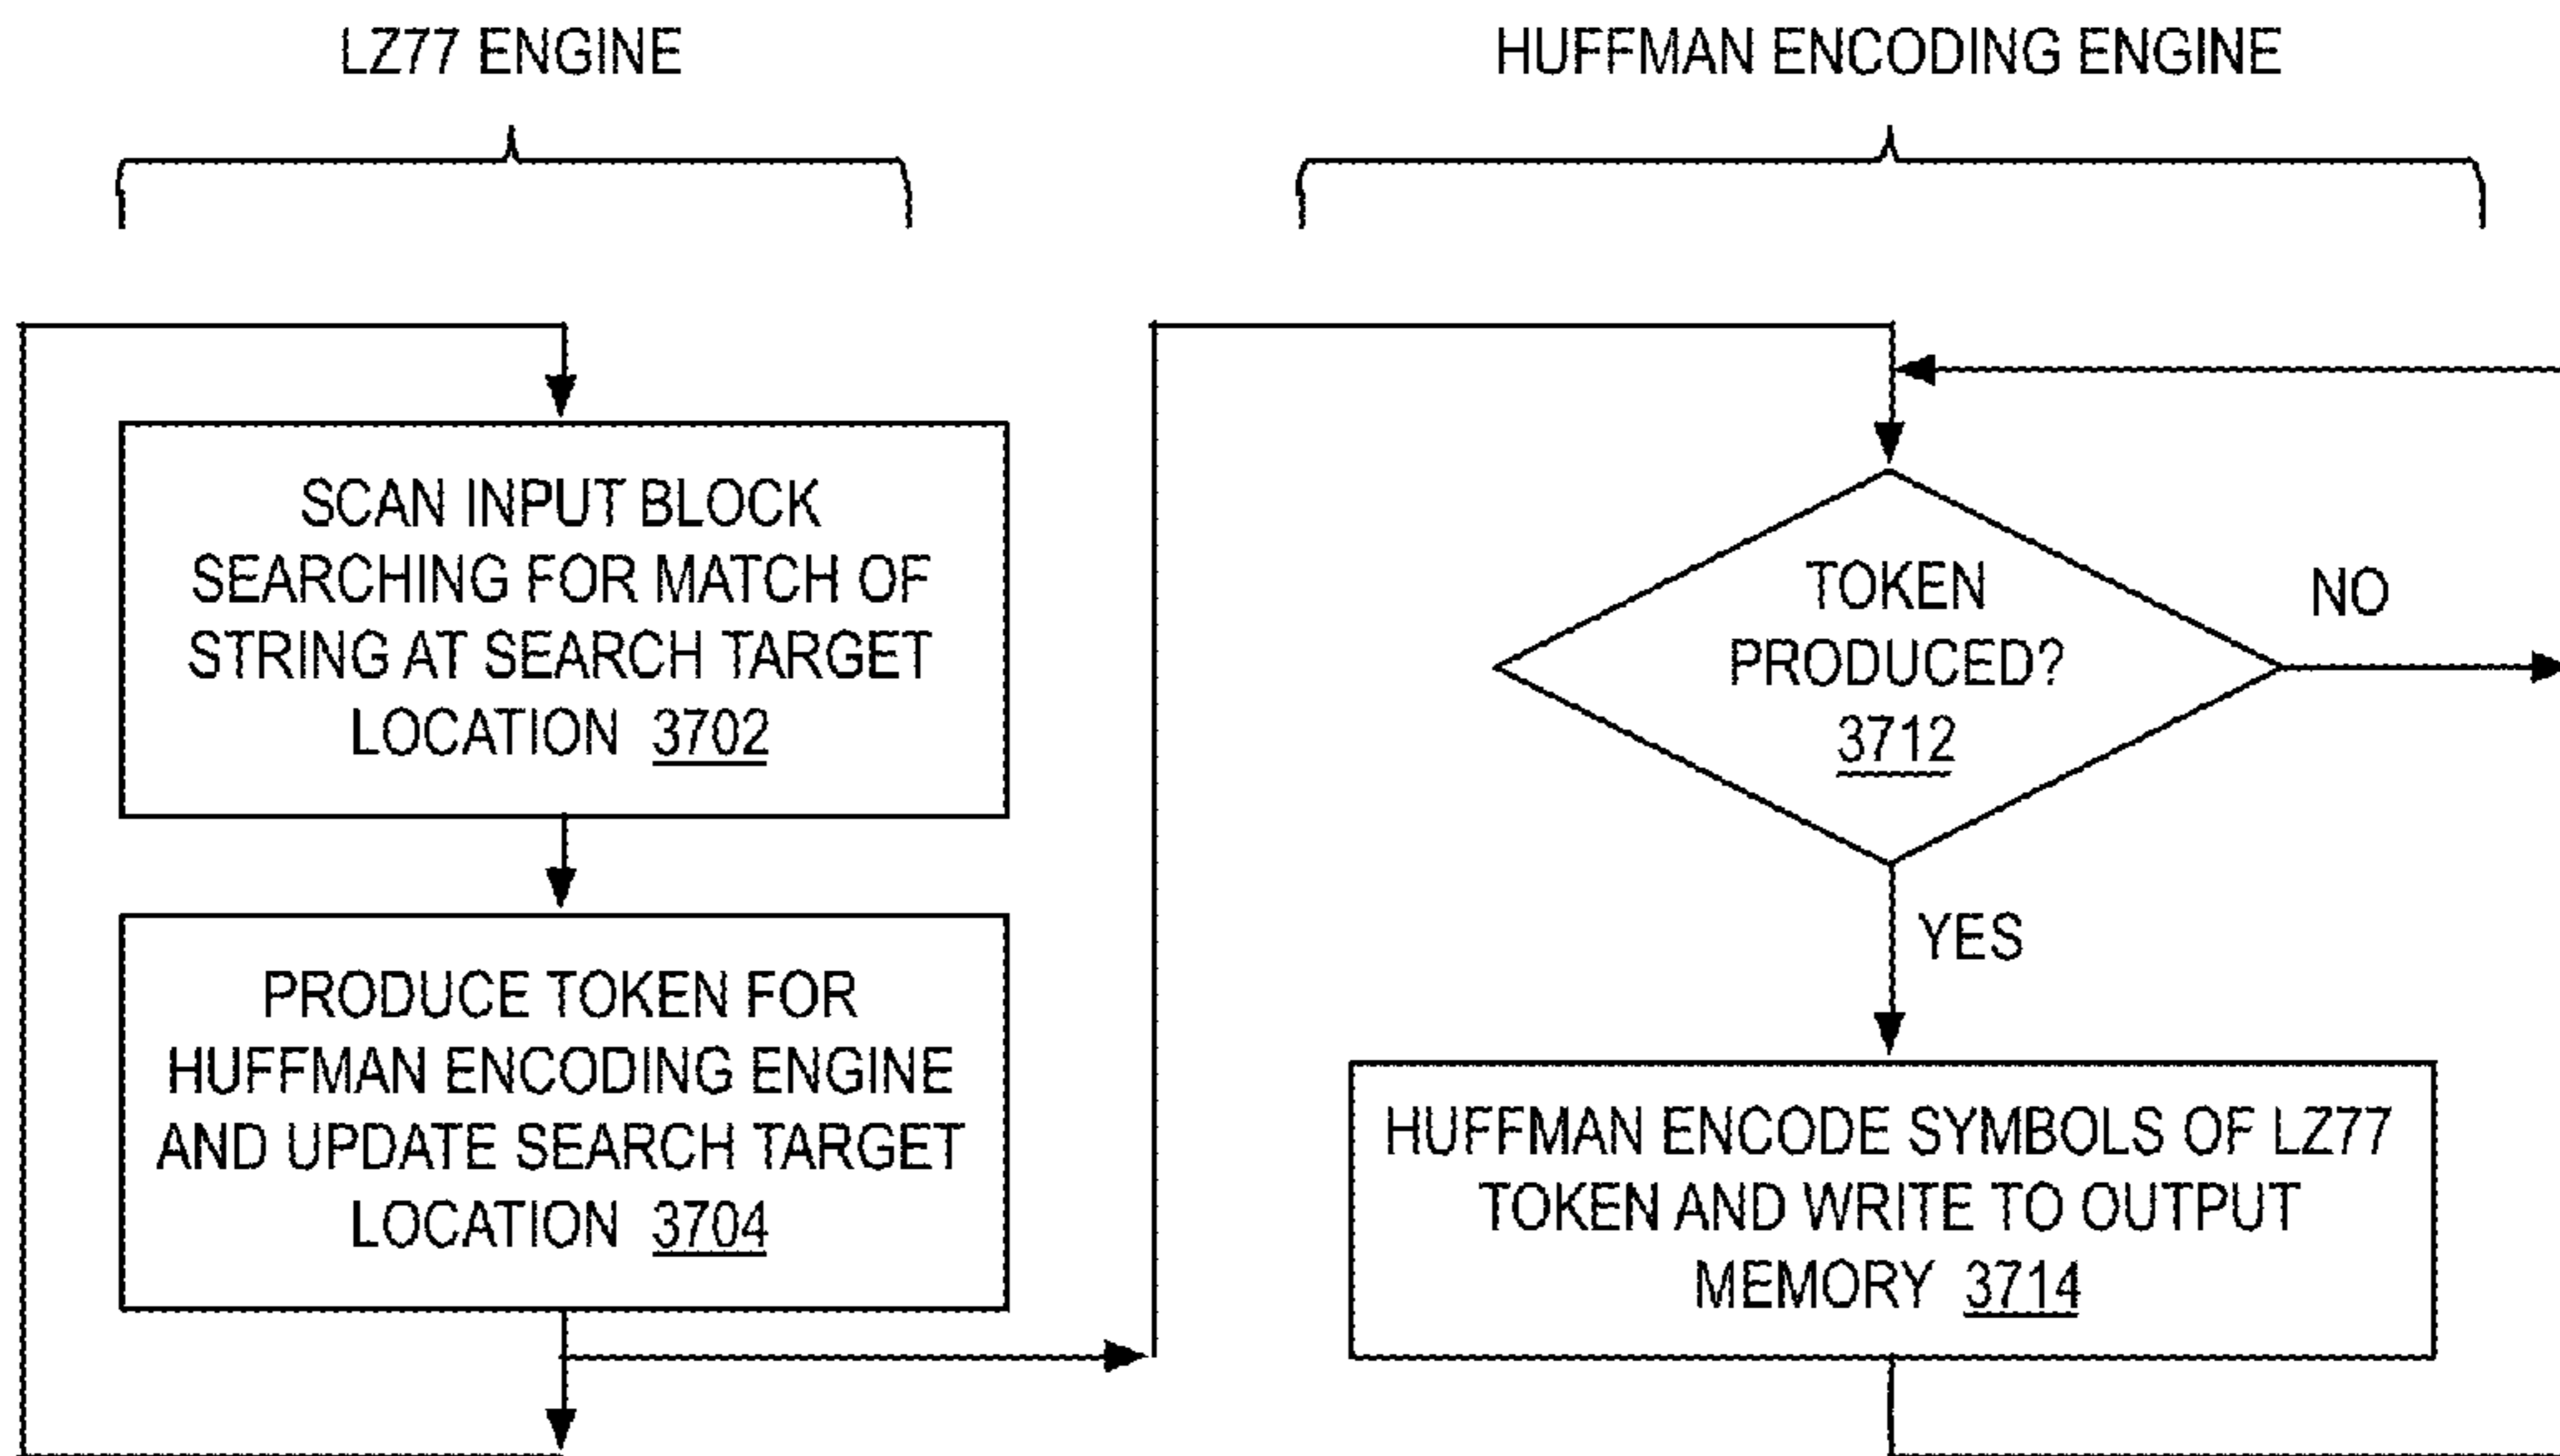 LZ77 ENGINE
HUFFMAN ENCODING ENGINE
SCAN INPUT BLOCK
SEARCHING FOR MATCH OF
STRING AT SEARCH TARGET
LOCATION 3702
PRODUCE TOKEN FOR
HUFFMAN ENCODING ENGINE
AND UPDATE SEARCH TARGET
LOCATION 3704
TOKEN
PRODUCED?
3712
NO
YES
HUFFMAN ENCODE SYMBOLS OF LZ77
TOKEN AND WRITE TO OUTPUT
MEMORY 3714